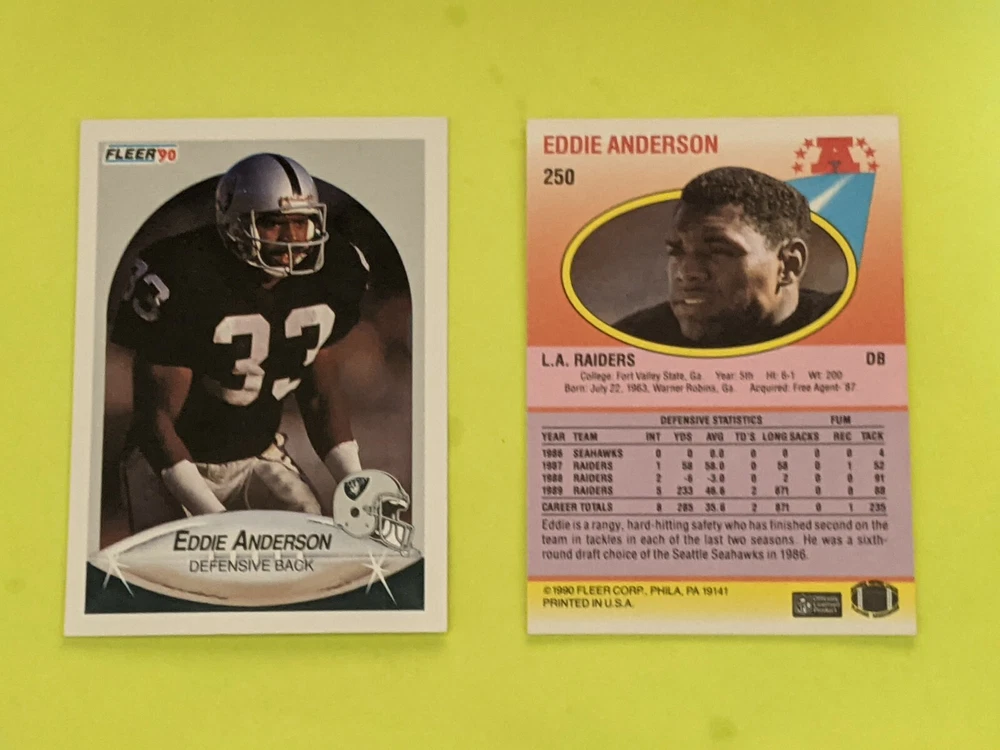 FLEER '90
33
33
EDDIE ANDERSON
DEFENSIVE BACK
EDDIE ANDERSON
250
A
L.A. RAIDERS DB
College: Fort Valley State, Ga Year: 5th Ht: 6-1 Wt: 200
Born: July 22, 1963, Warner Robins, Ga. Acquired: Free Agent-'87
DEFENSIVE STATISTICS FUM
YEAR TEAM INT YDS AVG TD'S LONG SACKS REC TACK
1986 SEAHAWKS 0 0 0.0 0 0 0 0 4
1987 RAIDERS 1 58 58.0 0 58 0 1 52
1988 RAIDERS 2 -6 -3.0 0 2 0 0 91
1989 RAIDERS 5 233 46.6 2 87t 0 0 88
CAREER TOTALS 8 285 35.6 2 87t 0 1 235
Eddie is a rangy, hard-hitting safety who has finished second on the
team in tackles in each of the last two seasons. He was a sixth-
round draft choice of the Seattle Seahawks in 1986.
©1990 FLEER CORP., PHILA, PA 19141
PRINTED IN U.S.A.